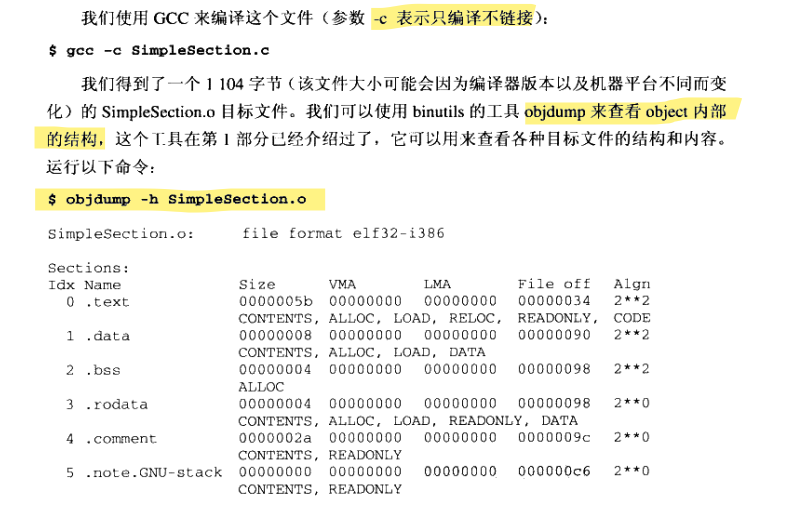 我们使用 GCC 来编译这个文件（参数 -c 表示只编译不链接）：
$ gcc -c SimpleSection.c
我们得到了一个 1 104 字节（该文件大小可能会因为编译器版本以及机器平台不同而变
化）的 SimpleSection.o 目标文件。我们可以使用 binutils 的工具 objdump 来查看 object 内部
的结构，这个工具在第 1 部分已经介绍过了，它可以用来查看各种目标文件的结构和内容。
运行以下命令：
$ objdump -h SimpleSection.o
SimpleSection.o: file format elf32-i386
Sections:
Idx Name Size VMA LMA File off Algn
0 .text 0000005b 00000000 00000000 00000034 2**2
CONTENTS, ALLOC, LOAD, RELOC, READONLY, CODE
1 .data 00000008 00000000 00000000 00000090 2**2
CONTENTS, ALLOC, LOAD, DATA
2 .bss 00000004 00000000 00000000 00000098 2**2
ALLOC
3 .rodata 00000004 00000000 00000000 00000098 2**0
CONTENTS, ALLOC, LOAD, READONLY, DATA
4 .comment 0000002a 00000000 00000000 0000009c 2**0
CONTENTS, READONLY
5 .note.GNU-stack 00000000 00000000 00000000 000000c6 2**0
CONTENTS, READONLY